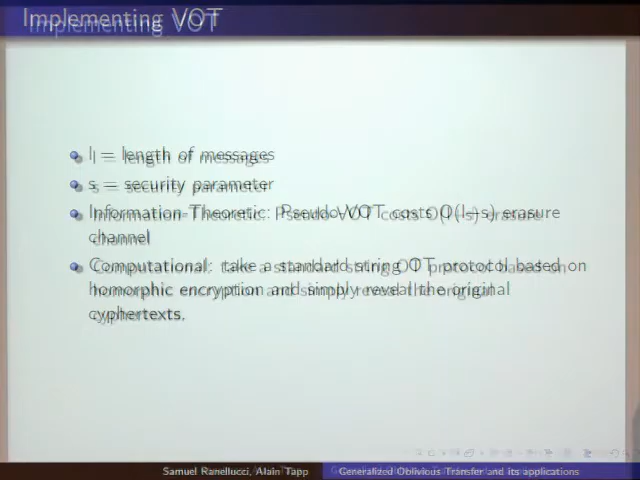 Implementing VOT
l = length of messages
s = security parameter
Information-Theoretic: Pseudo-VOT costs O(l+s) erasure
channel
Computational: take a standard string OT protocol based on
homorphic encryption and simply reveal the original
cyphertexts.
Samuel Ranellucci, Alain Tapp
Generalized Oblivious Transfer and its applications